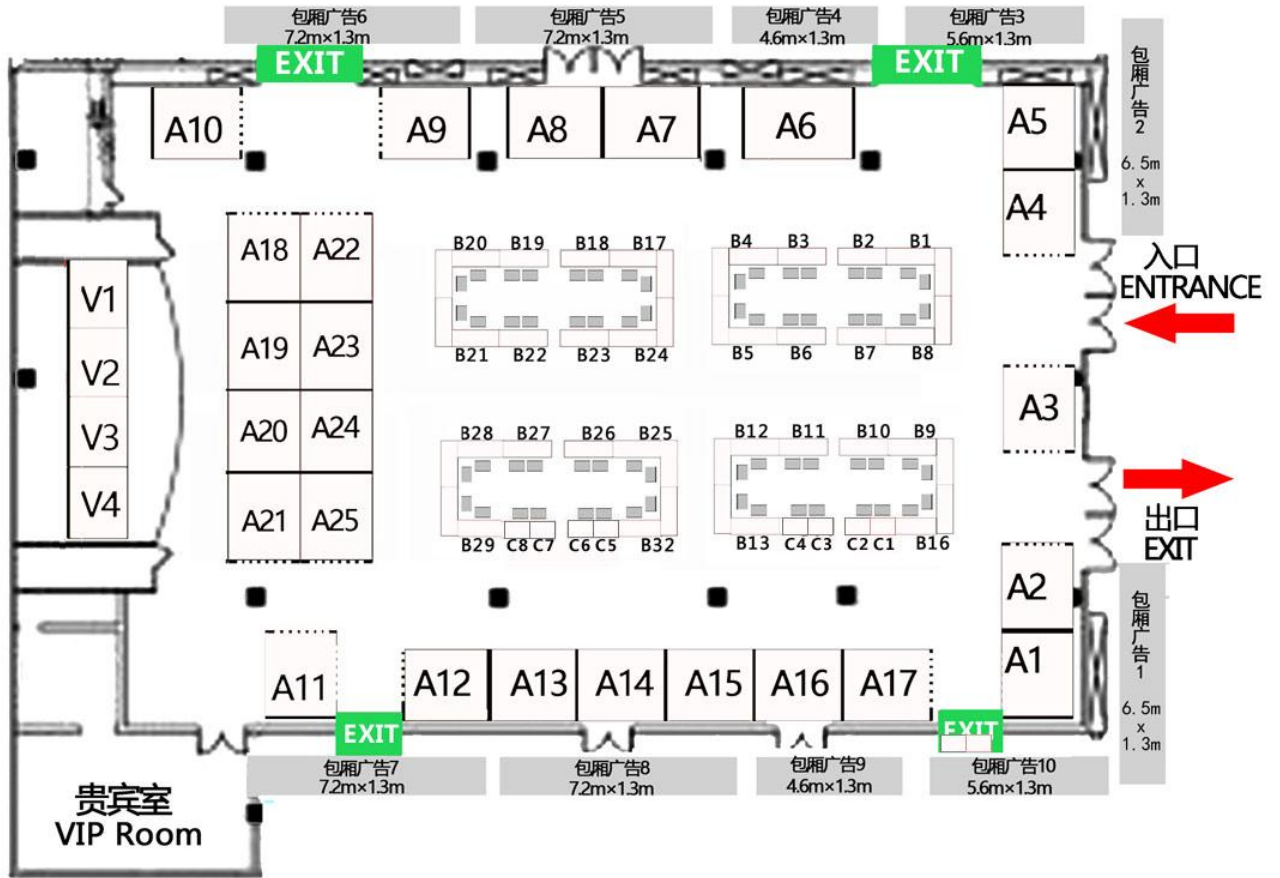 包厢广告6
7.2m×1.3m
包厢广告5
7.2m×1.3m
包厢广告4
4.6m×1.3m
包厢广告3
5.6m×1.3m
EXIT
EXIT
包厢广告2
6.5m
x
1.3m
A10
A9
A8
A7
A6
A5
A4
A18
A22
B20
B19
B18
B17
B4
B3
B2
B1
入口
ENTRANCE
V1
A19
A23
B21
B22
B23
B24
B5
B6
B7
B8
V2
A3
V3
A20
A24
B28
B27
B26
B25
B12
B11
B10
B9
V4
A21
A25
B29
C8
C7
C6
C5
B32
B13
C4
C3
C2
C1
B16
出口
EXIT
A2
A1
包厢广告1
6.5m
x
1.3m
A11
A12
A13
A14
A15
A16
A17
EXIT
EXIT
包厢广告7
7.2m×1.3m
包厢广告8
7.2m×1.3m
包厢广告9
4.6m×1.3m
包厢广告10
5.6m×1.3m
贵宾室
VIP Room